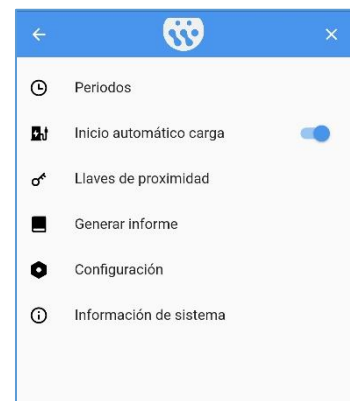 Periodos
Inicio automático carga
Llaves de proximidad
Generar informe
Configuración
Información de sistema